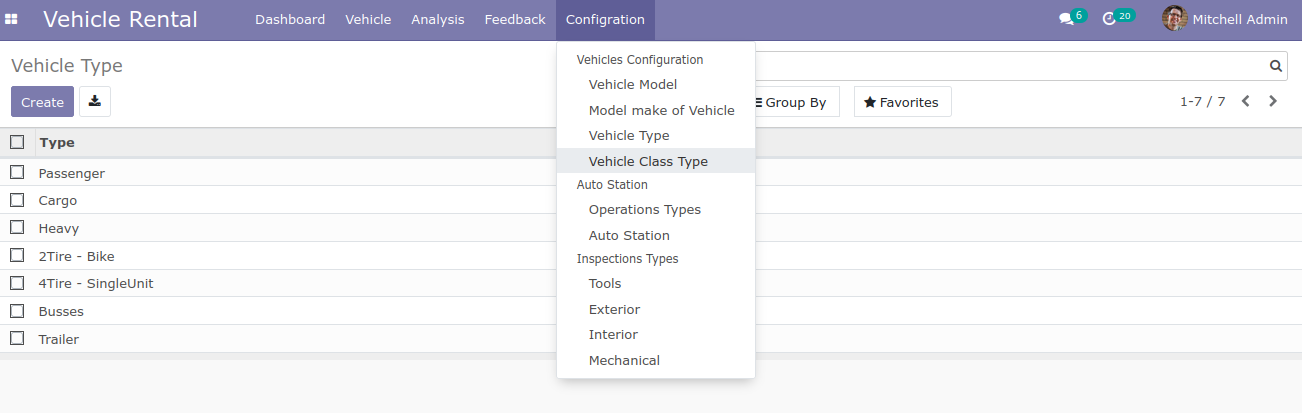 Vehicle Rental Dashboard Vehicle Analysis Feedback Configration 6 20 Mitchell Admin
Vehicle Type
Create
Group By Favorites 1-7 / 7
Type
Passenger
Cargo
Heavy
2Tire - Bike
4Tire - SingleUnit
Busses
Trailer
Vehicles Configuration
Vehicle Model
Model make of Vehicle
Vehicle Type
Vehicle Class Type
Auto Station
Operations Types
Auto Station
Inspections Types
Tools
Exterior
Interior
Mechanical